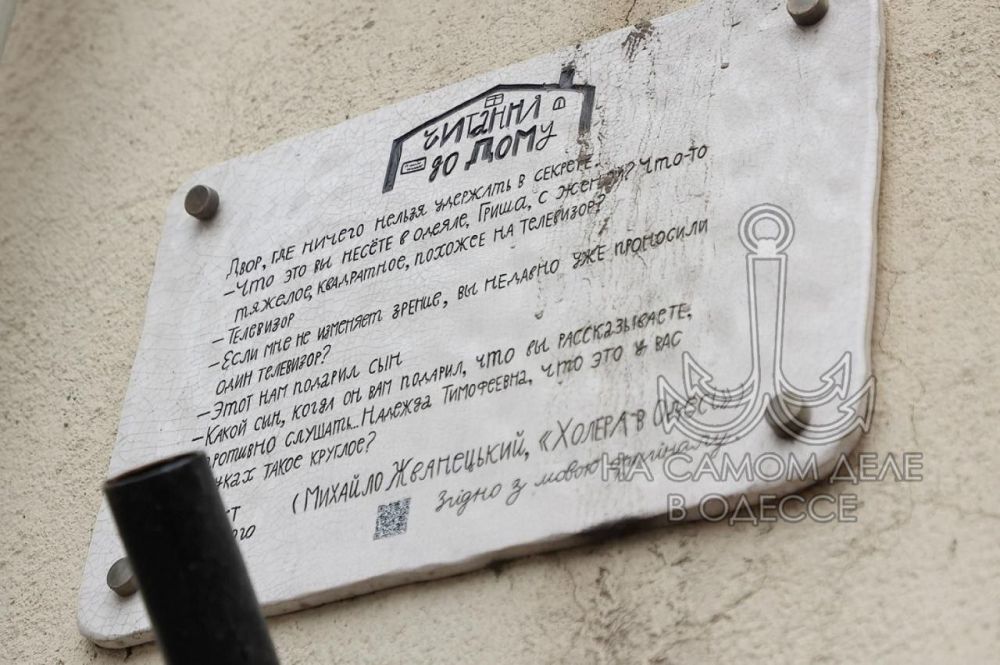 Читання
до дому
Двор, где ничего нельзя удержать в секрете.
– Что это вы несёте в одеяле, Гриша, с женой? Что-то
тяжелое, квадратное, похожее на телевизор?
– Телевизор
– Если мне не изменяет зрение, вы недавно уже проносили
один телевизор?
– Этот нам подарил сын
– Какой сын, когда он вам подарил, что вы рассказываете,
противно слушать... Надежда Тимофеевна, что это у вас
такое круглое?
(Михайло Жванецький, «Холера в Одесі»)
Згідно з мовою оригіналу.
НА САМОМ ДЕЛЕ
В ОДЕССЕ